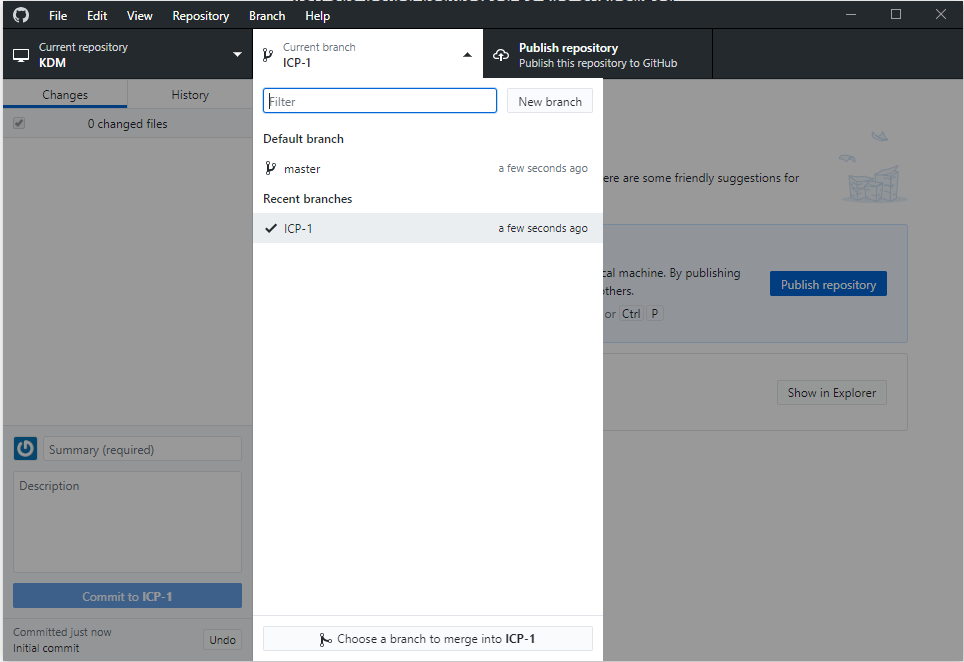 File Edit View Repository Branch Help
Current repository
KDM
Current branch
ICP-1
Publish repository
Publish this repository to GitHub
Changes History
0 changed files
Filter
New branch
Default branch
master a few seconds ago
Recent branches
ICP-1 a few seconds ago
ere are some friendly suggestions for
cal machine. By publishing
others.
or Ctrl P
Publish repository
Show in Explorer
Summary (required)
Description
Commit to ICP-1
Committed just now
Initial commit
Undo
Choose a branch to merge into ICP-1